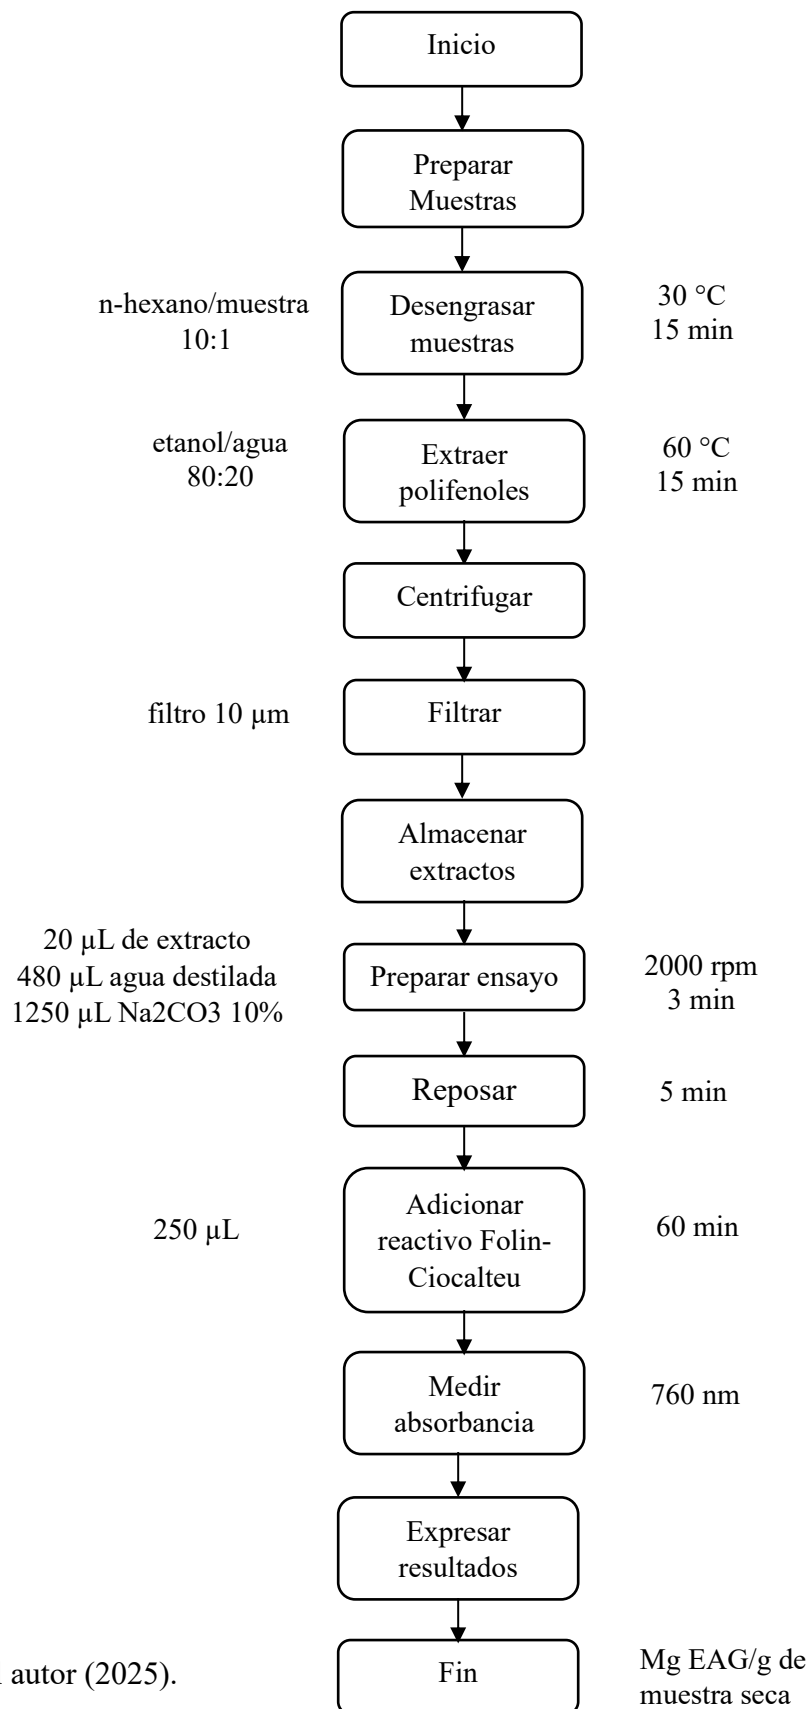 Inicio
Preparar
Muestras
n-hexano/muestra
10:1
Desengrasar
muestras
30 °C
15 min
etanol/agua
80:20
Extraer
polifenoles
60 °C
15 min
Centrifugar
filtro 10 µm
Filtrar
Almacenar
extractos
20 µL de extracto
480 µL agua destilada
1250 µL Na2CO3 10%
Preparar ensayo
2000 rpm
3 min
Reposar
5 min
250 µL
Adicionar
reactivo Folin-
Ciocalteu
60 min
Medir
absorbancia
760 nm
Expresar
resultados
autor (2025).
Fin
Mg EAG/g de
muestra seca